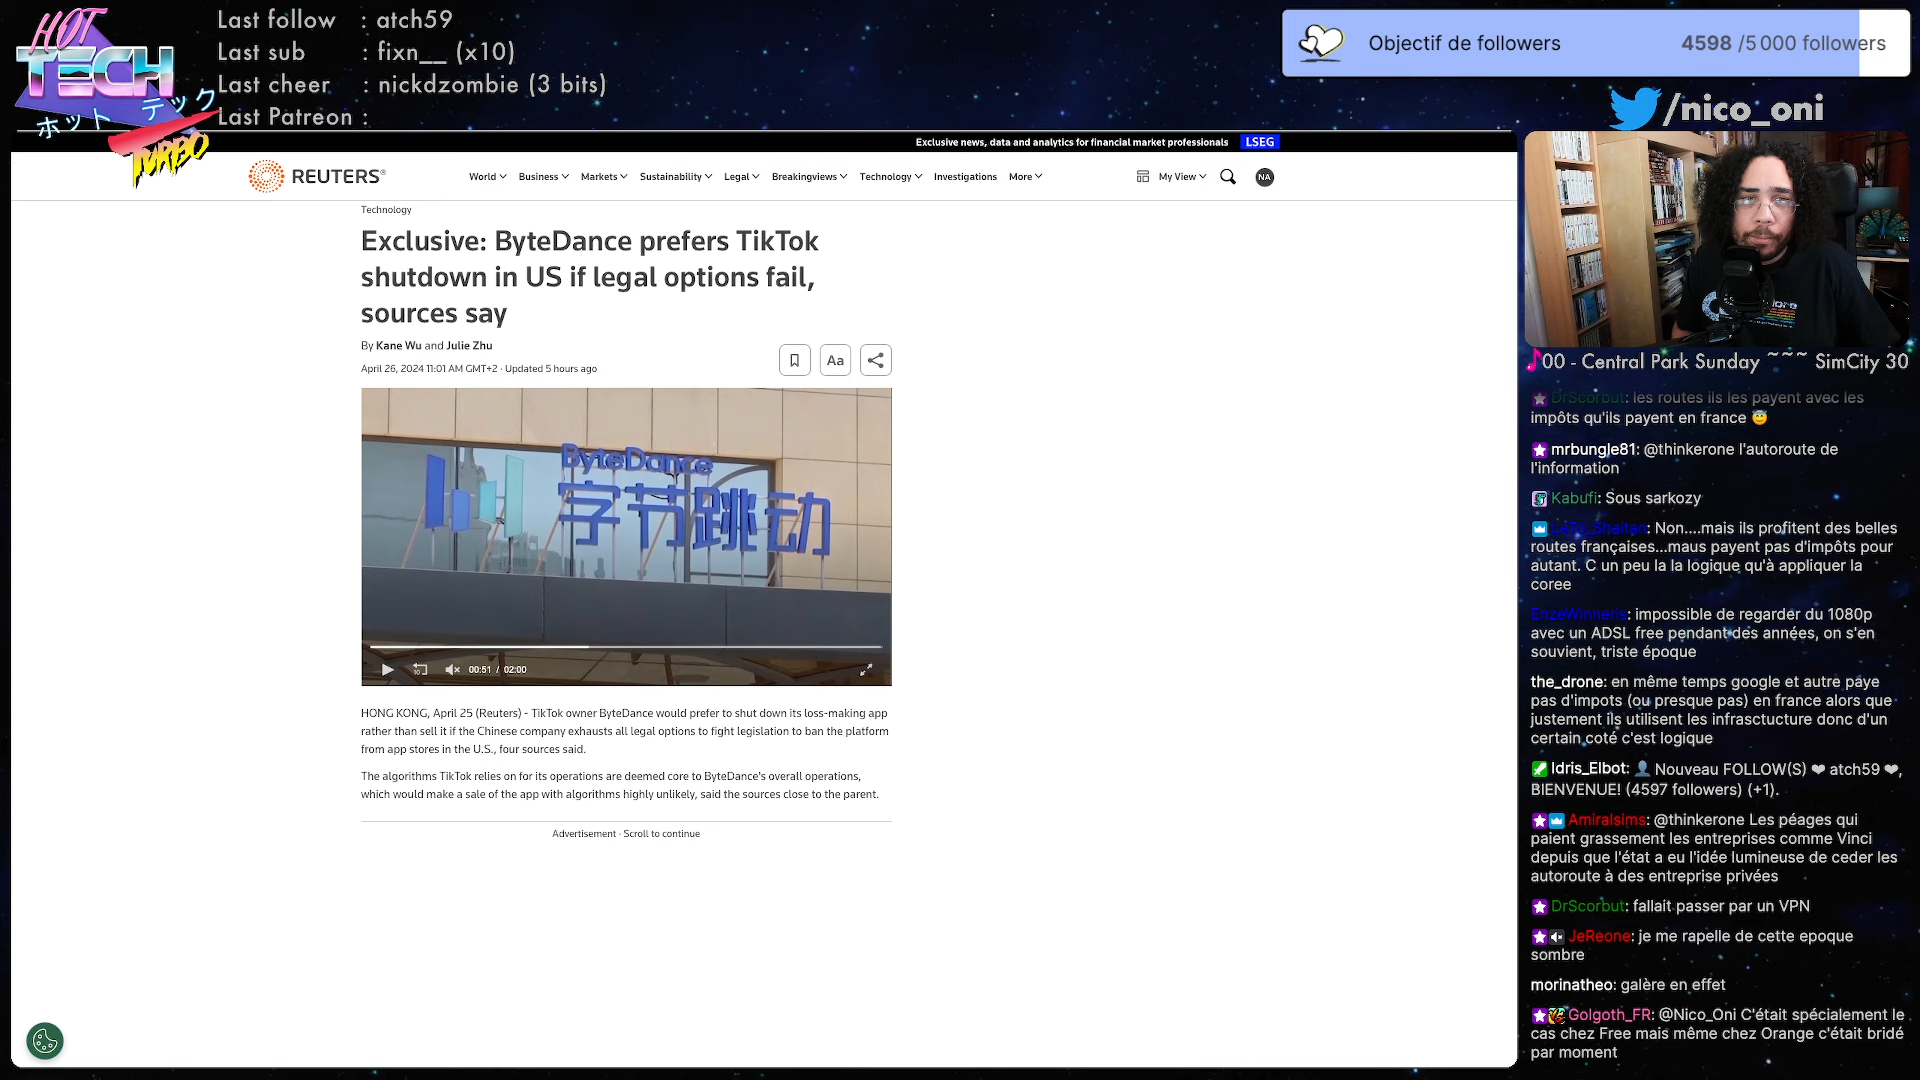 HOT
TECH
ホット テック
TURBO
Last follow : atch59
Last sub : fixn__ (x10)
Last cheer : nickdzombie (3 bits)
Last Patreon :
Objectif de followers 4598 /5 000 followers
/nico_oni
Exclusive news, data and analytics for financial market professionals LSEG
REUTERS®
World Business Markets Sustainability Legal Breakingviews Technology Investigations More
My View NA
Technology
Exclusive: ByteDance prefers TikTok
shutdown in US if legal options fail,
sources say
By Kane Wu and Julie Zhu
April 26, 2024 11:01 AM GMT+2 · Updated 5 hours ago
Aa
ByteDance
字节跳动
10
00:51 / 02:00
HONG KONG, April 25 (Reuters) - TikTok owner ByteDance would prefer to shut down its loss-making app
rather than sell it if the Chinese company exhausts all legal options to fight legislation to ban the platform
from app stores in the U.S., four sources said.
The algorithms TikTok relies on for its operations are deemed core to ByteDance's overall operations,
which would make a sale of the app with algorithms highly unlikely, said the sources close to the parent.
Advertisement · Scroll to continue
00 - Central Park Sunday ~~~ SimCity 30
DrScorbut: les routes ils les payent avec les
impôts qu'ils payent en france 😇
mrbungle81: @thinkerone l'autoroute de
l'information
Kabufi: Sous sarkozy
Non....mais ils profitent des belles
routes françaises...maus payent pas d'impôts pour
autant. C un peu la la logique qu'à appliquer la
coree
EnzeWinneris: impossible de regarder du 1080p
avec un ADSL free pendant des années, on s'en
souvient, triste époque
the_drone: en même temps google et autre paye
pas d'impots (ou presque pas) en france alors que
justement ils utilisent les infrasctucture donc d'un
certain coté c'est logique
Idris_Elbot: 👤 Nouveau FOLLOW(S) ❤ atch59 ❤,
BIENVENUE! (4597 followers) (+1).
Amiralsims: @thinkerone Les péages qui
paient grassement les entreprises comme Vinci
depuis que l'état a eu l'idée lumineuse de ceder les
autoroute à des entreprise privées
DrScorbut: fallait passer par un VPN
JeReone: je me rapelle de cette epoque
sombre
morinatheo: galère en effet
Golgoth_FR: @Nico_Oni C'était spécialement le
cas chez Free mais même chez Orange c'était bridé
par moment